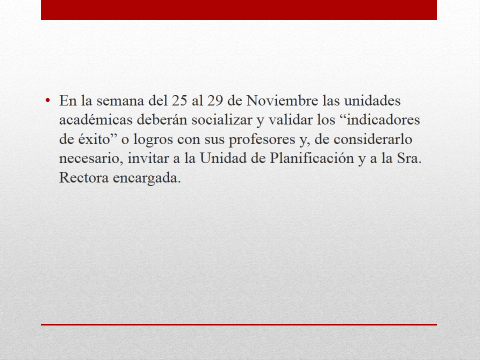 • En la semana del 25 al 29 de Noviembre las unidades
académicas deberán socializar y validar los “indicadores
de éxito” o logros con sus profesores y, de considerarlo
necesario, invitar a la Unidad de Planificación y a la Sra.
Rectora encargada.